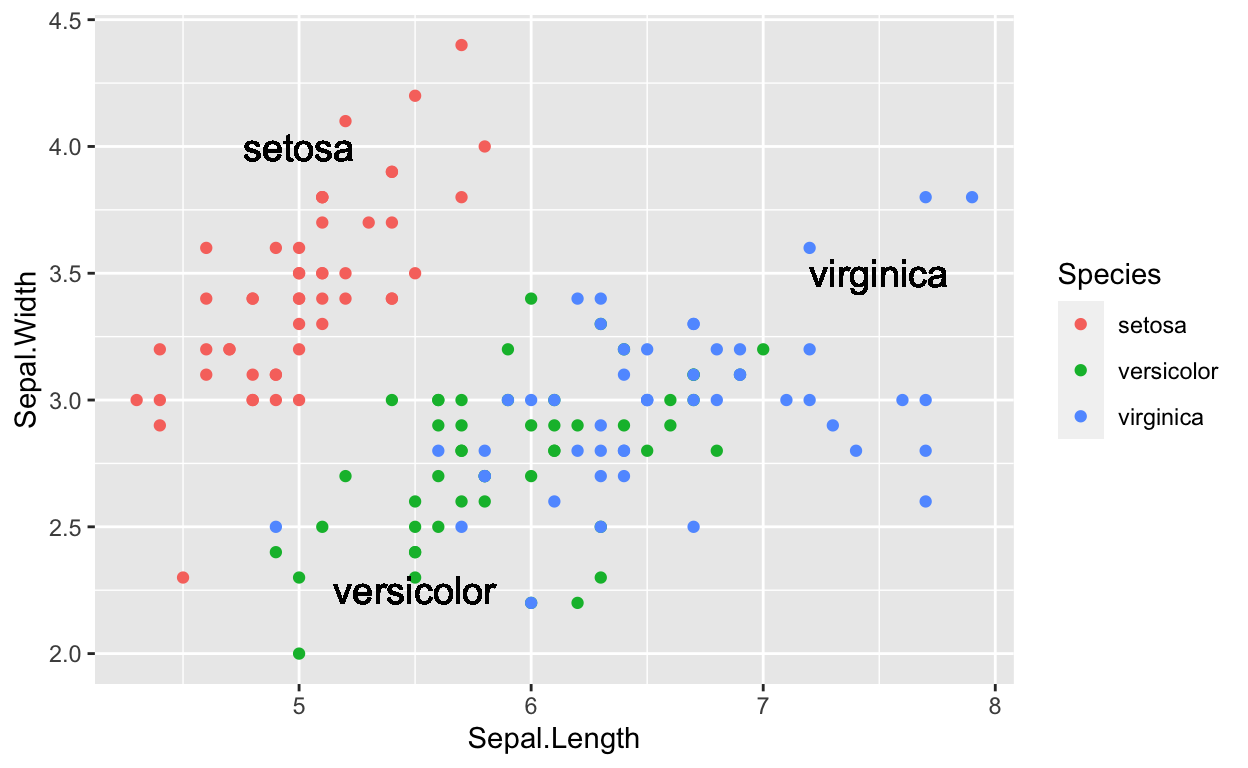 4.5
4.0
3.5
3.0
2.5
2.0
Sepal.Width
setosa
virginica
versicolor
5 6 7 8
Sepal.Length
Species
setosa
versicolor
virginica